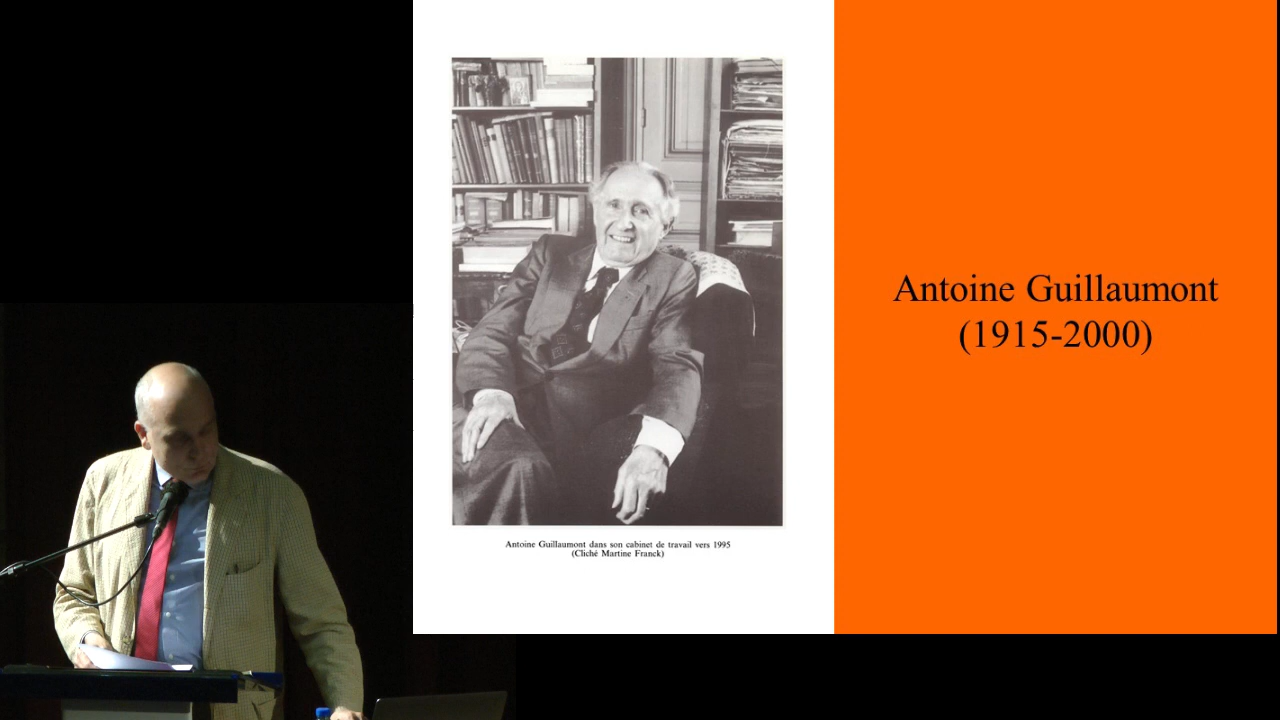 Antoine Guillaumont dans son cabinet de travail vers 1995
(Cliché Martine Franck)
Antoine Guillaumont
(1915-2000)